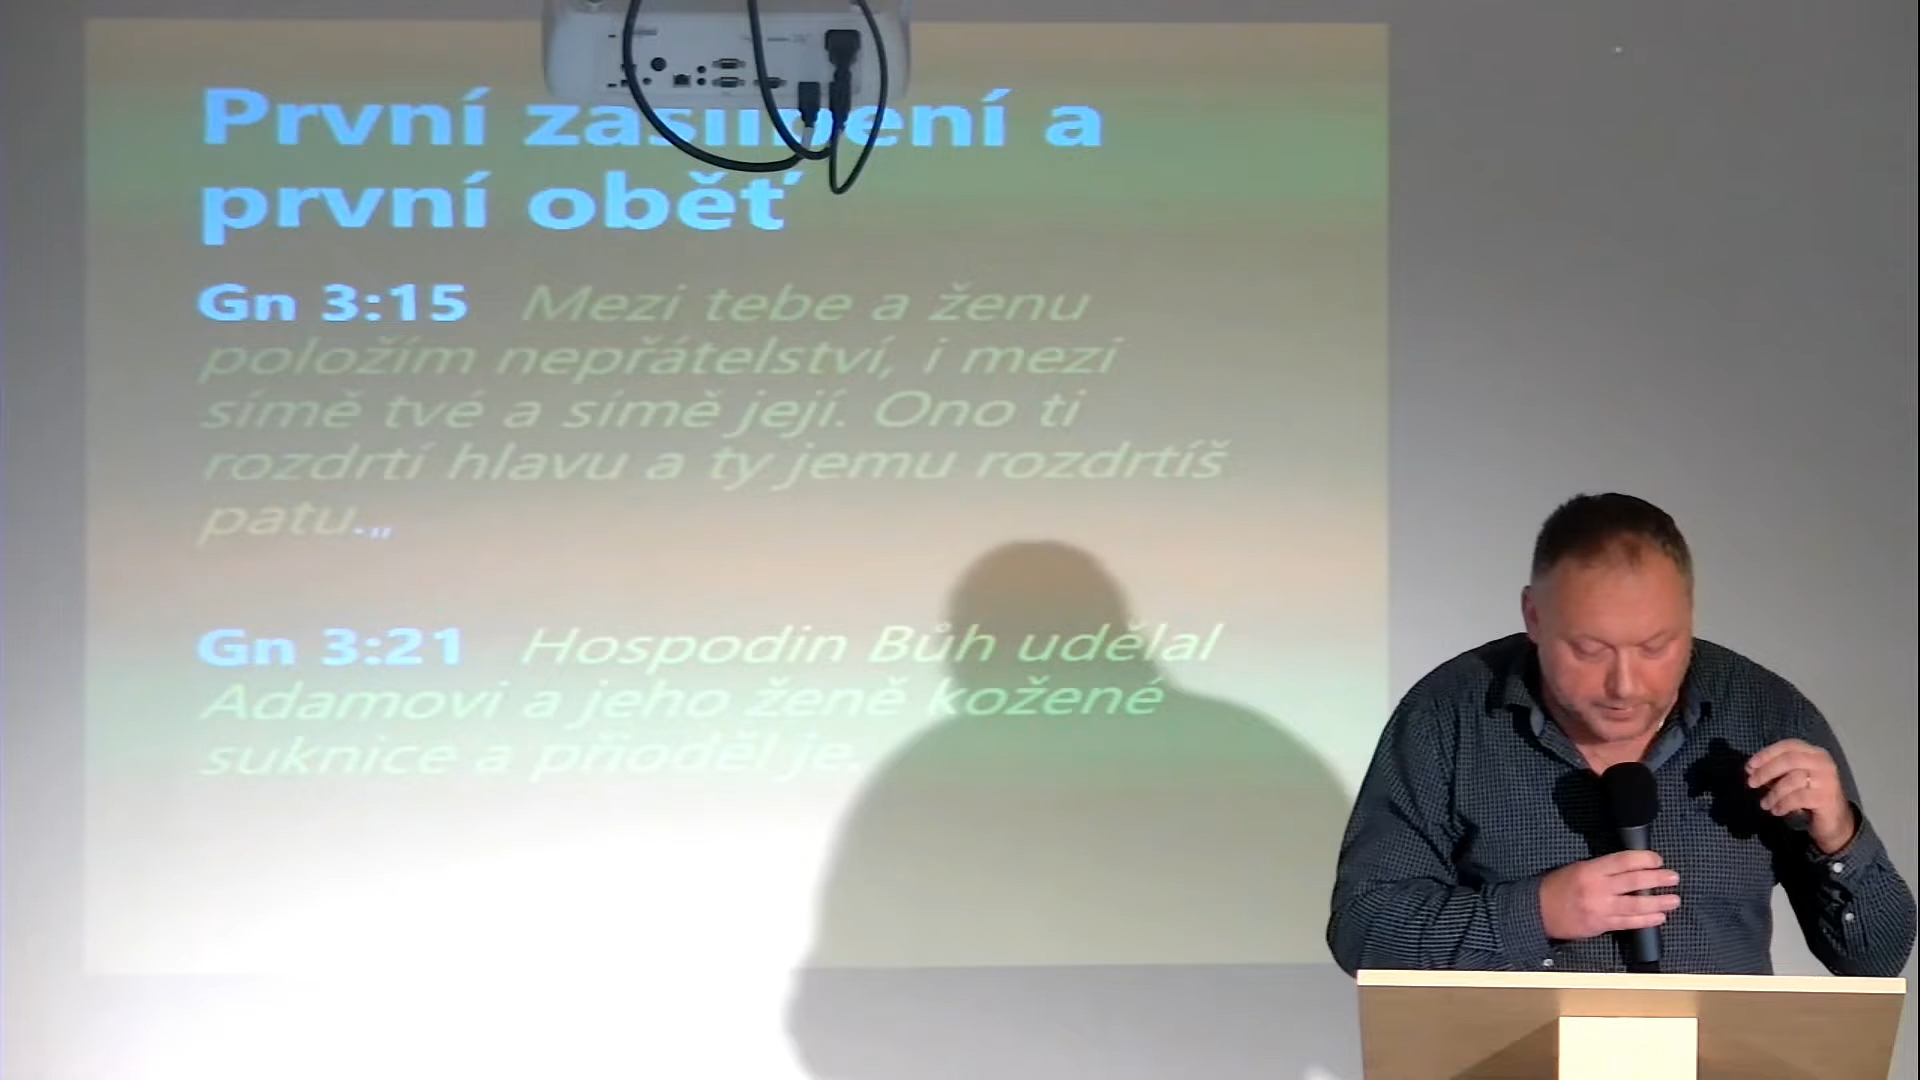 První zaslíbení a
první oběť
Gn 3:15 Mezi tebe a ženu
položím nepřátelství, i mezi
símě tvé a símě její. Ono ti
rozdrtí hlavu a ty jemu rozdrtíš
patu.„
Gn 3:21 Hospodin Bůh udělal
Adamovi a jeho ženě kožené
suknice a přioděl je.